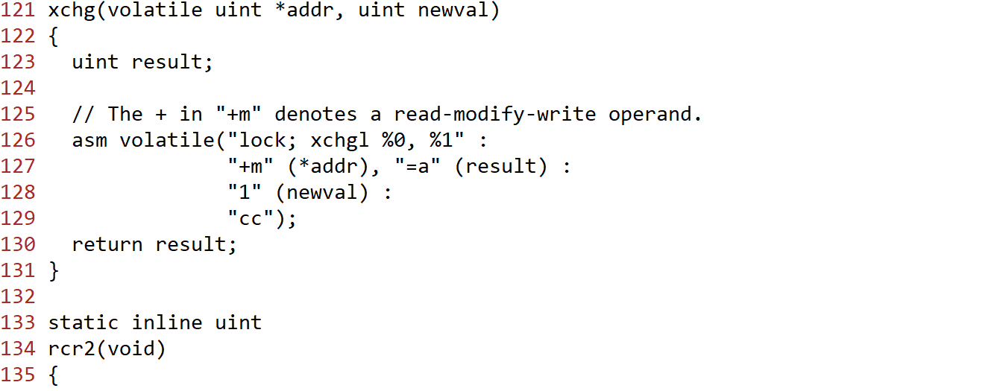 121 xchg(volatile uint *addr, uint newval)
122 {
123   uint result;
124
125   // The + in "+m" denotes a read-modify-write operand.
126   asm volatile("lock; xchgl %0, %1" :
127                "+m" (*addr), "=a" (result) :
128                "1" (newval) :
129                "cc");
130   return result;
131 }
132
133 static inline uint
134 rcr2(void)
135 {